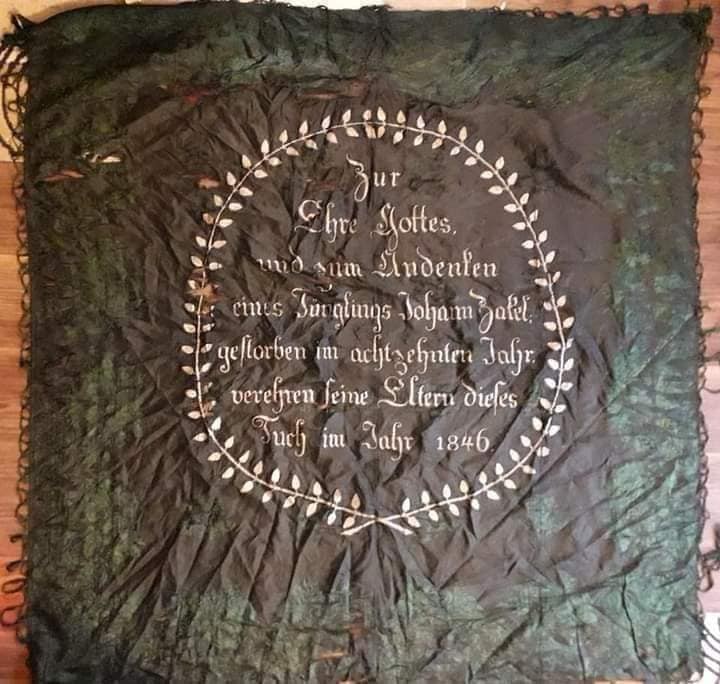 Zur
Ehre Gottes,
und zum Andenken
eines Jünglings Johann Zakel,
gestorben im achtzehnten Jahr,
verehren seine Eltern dieses
Tuch im Jahr 1846.